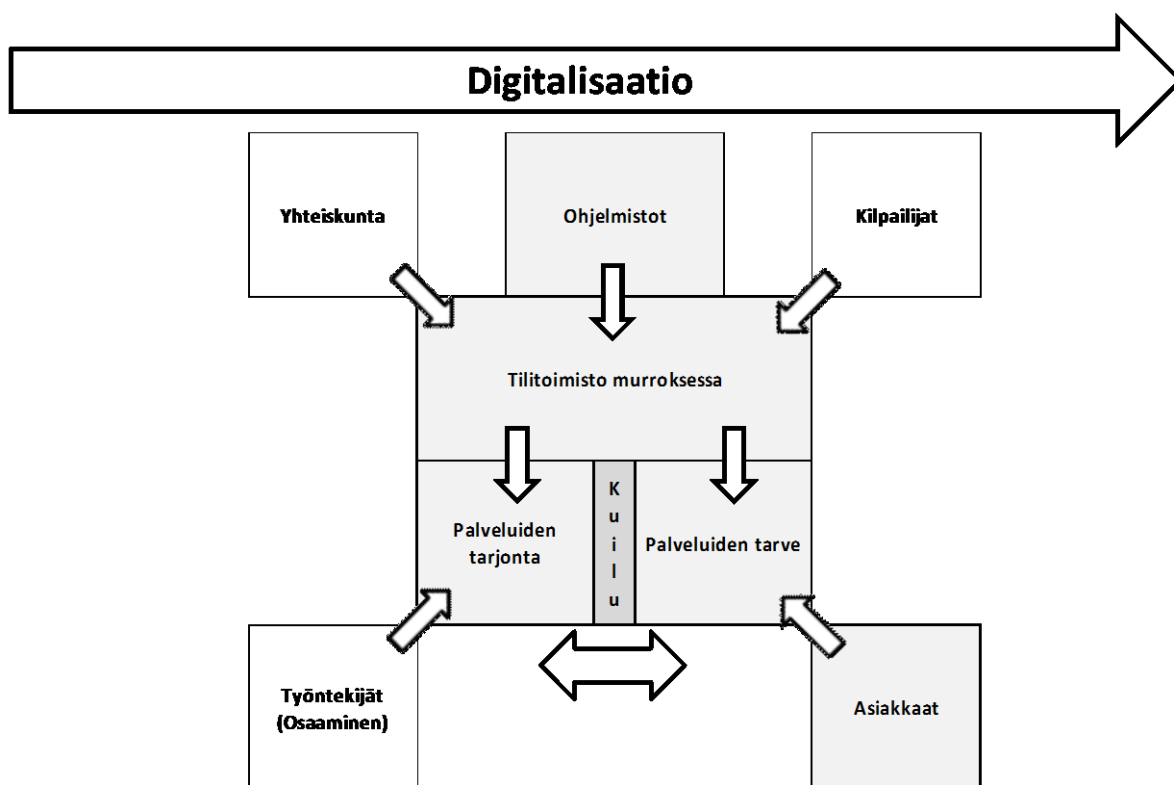 Digitalisaatio
Yhteiskunta
Ohjelmistot
Kilpailijat
Tilitoimisto murroksessa
Palveluiden
tarjonta
K
u
i
l
u
Palveluiden tarve
Työntekijät
(Osaaminen)
Asiakkaat